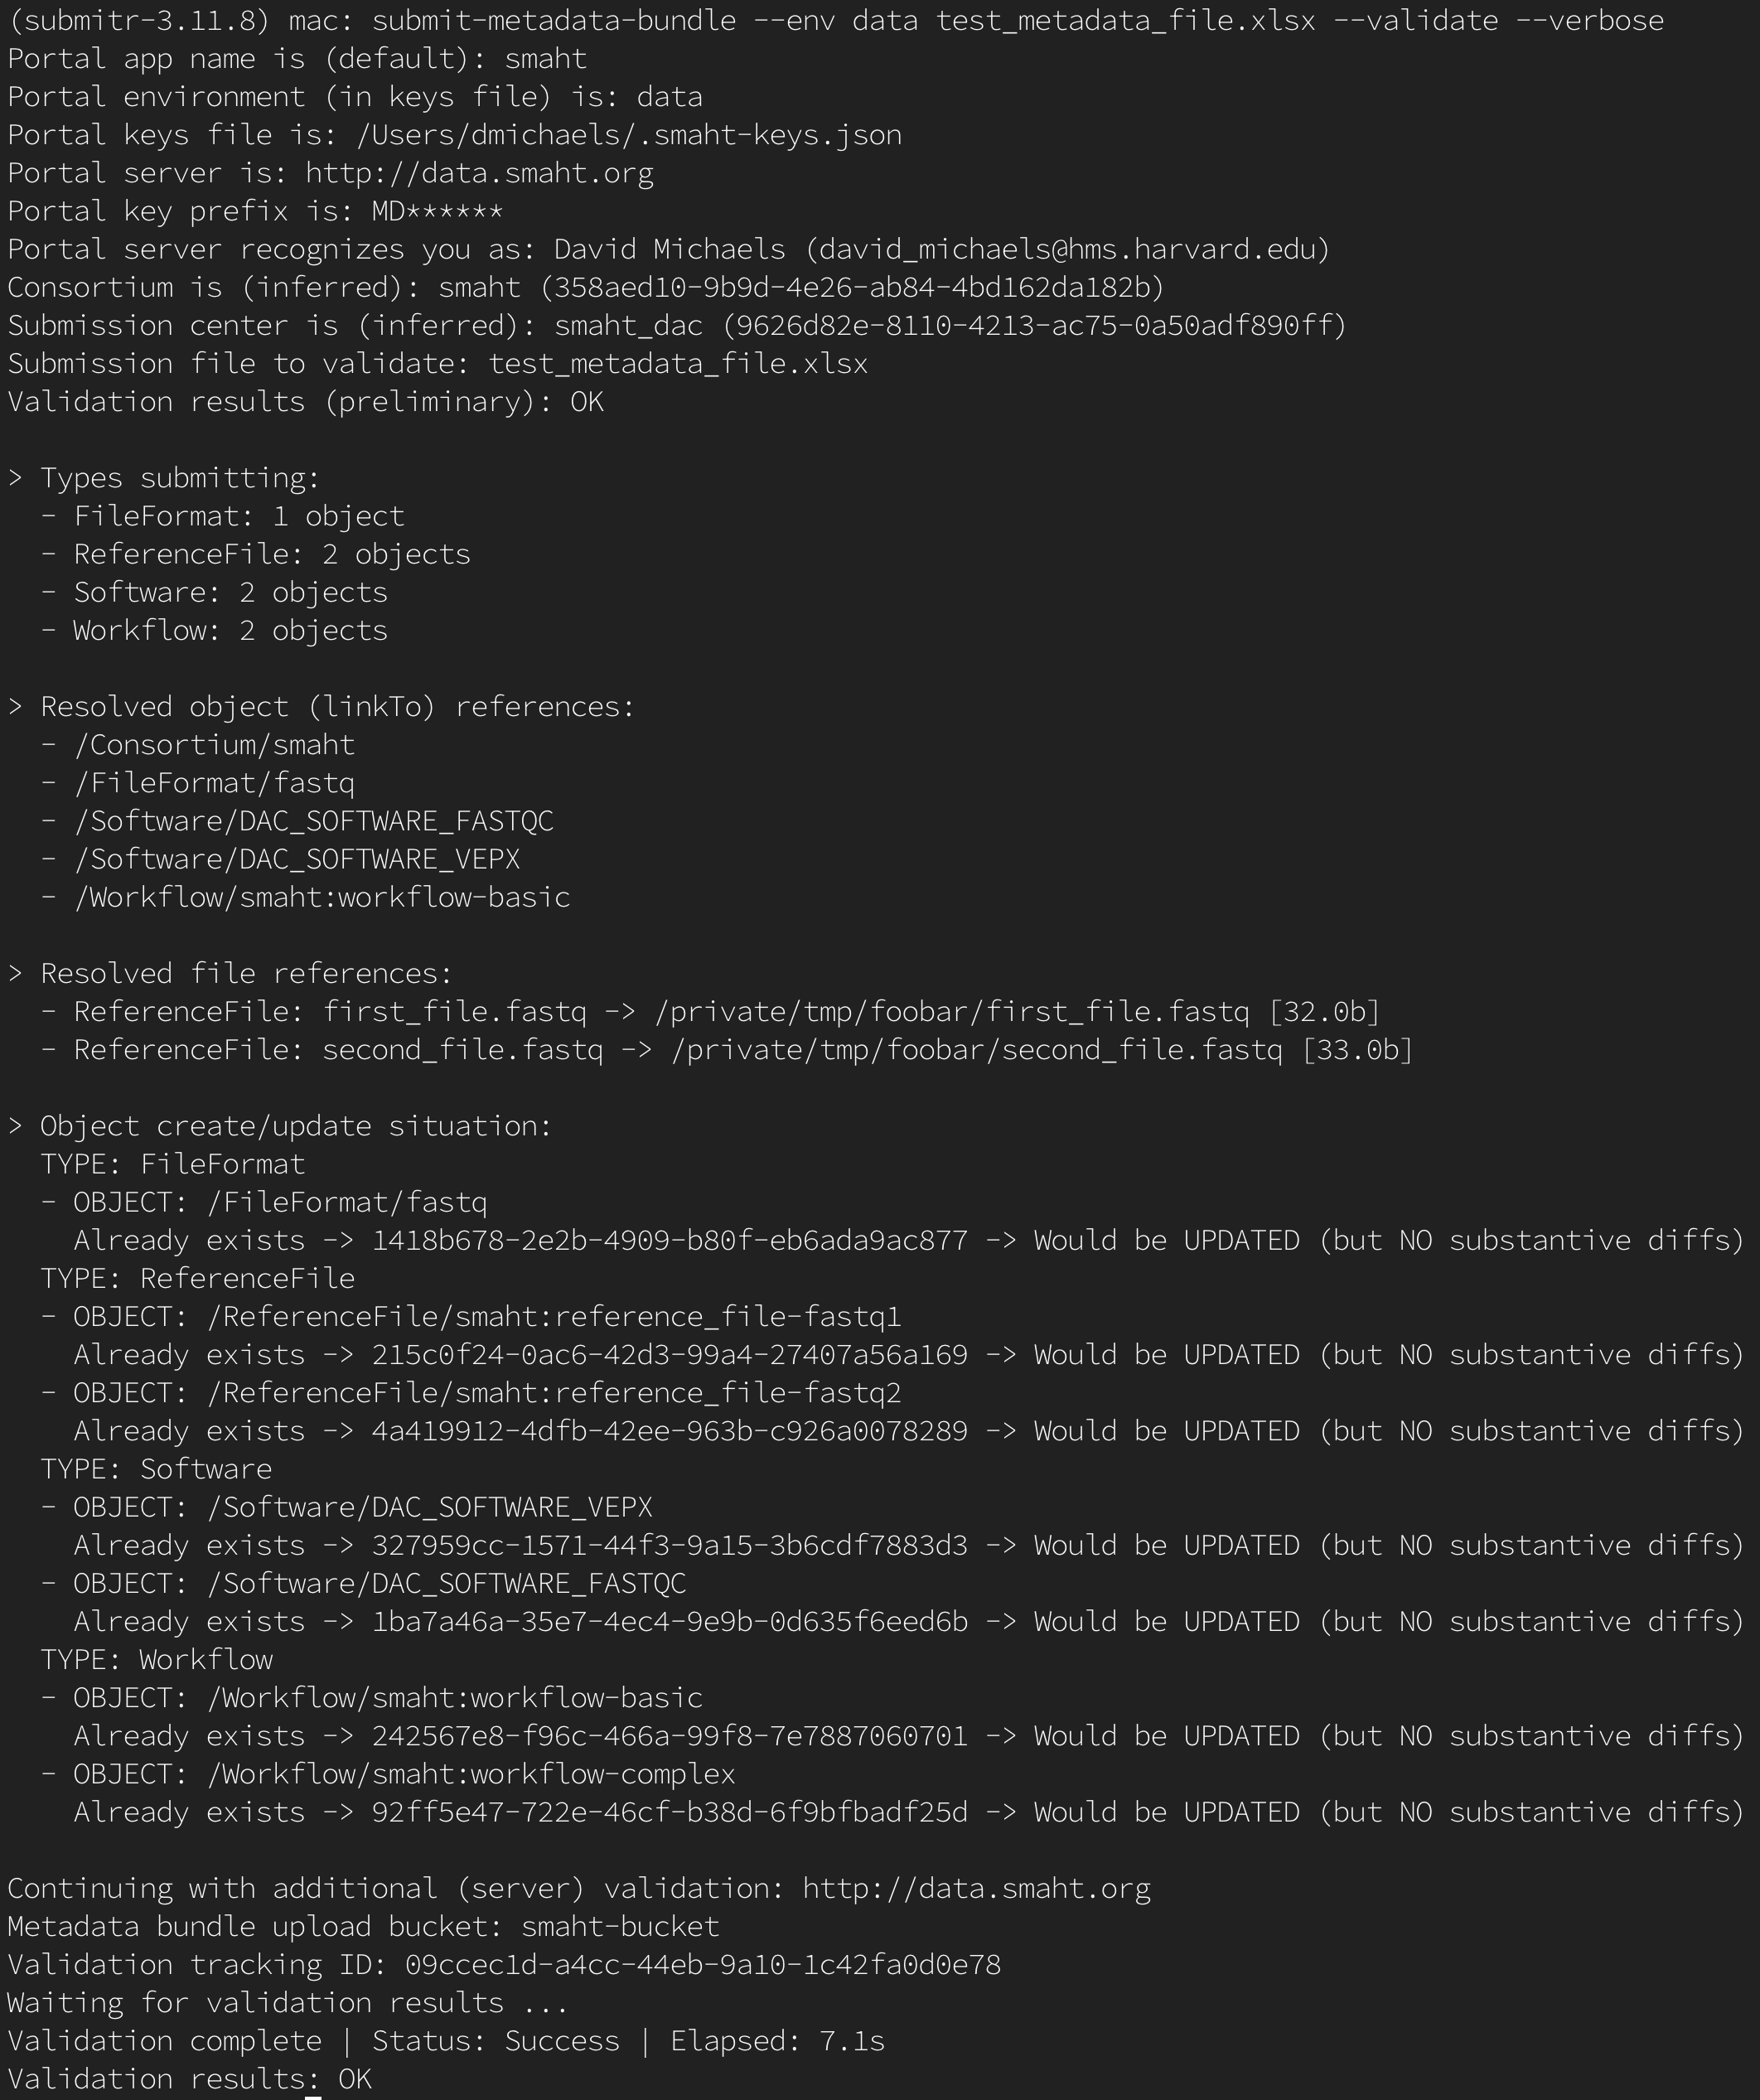 (submitr-3.11.8) mac: submit-metadata-bundle --env data test_metadata_file.xlsx --validate --verbose
Portal app name is (default): smaht
Portal environment (in keys file) is: data
Portal keys file is: /Users/dmichaels/.smaht-keys.json
Portal server is: http://data.smaht.org
Portal key prefix is: MD******
Portal server recognizes you as: David Michaels (david_michaels@hms.harvard.edu)
Consortium is (inferred): smaht (358aed10-9b9d-4e26-ab84-4bd162da182b)
Submission center is (inferred): smaht_dac (9626d82e-8110-4213-ac75-0a50adf890ff)
Submission file to validate: test_metadata_file.xlsx
Validation results (preliminary): OK
> Types submitting:
- FileFormat: 1 object
- ReferenceFile: 2 objects
- Software: 2 objects
- Workflow: 2 objects
> Resolved object (linkTo) references:
- /Consortium/smaht
- /FileFormat/fastq
- /Software/DAC_SOFTWARE_FASTQC
- /Software/DAC_SOFTWARE_VEPX
- /Workflow/smaht:workflow-basic
> Resolved file references:
- ReferenceFile: first_file.fastq -> /private/tmp/foobar/first_file.fastq [32.0b]
- ReferenceFile: second_file.fastq -> /private/tmp/foobar/second_file.fastq [33.0b]
> Object create/update situation:
TYPE: FileFormat
- OBJECT: /FileFormat/fastq
Already exists -> 1418b678-2e2b-4909-b80f-eb6ada9ac877 -> Would be UPDATED (but NO substantive diffs)
TYPE: ReferenceFile
- OBJECT: /ReferenceFile/smaht:reference_file-fastq1
Already exists -> 215c0f24-0ac6-42d3-99a4-27407a56a169 -> Would be UPDATED (but NO substantive diffs)
- OBJECT: /ReferenceFile/smaht:reference_file-fastq2
Already exists -> 4a419912-4dfb-42ee-963b-c926a0078289 -> Would be UPDATED (but NO substantive diffs)
TYPE: Software
- OBJECT: /Software/DAC_SOFTWARE_VEPX
Already exists -> 327959cc-1571-44f3-9a15-3b6cdf7883d3 -> Would be UPDATED (but NO substantive diffs)
- OBJECT: /Software/DAC_SOFTWARE_FASTQC
Already exists -> 1ba7a46a-35e7-4ec4-9e9b-0d635f6eed6b -> Would be UPDATED (but NO substantive diffs)
TYPE: Workflow
- OBJECT: /Workflow/smaht:workflow-basic
Already exists -> 242567e8-f96c-466a-99f8-7e7887060701 -> Would be UPDATED (but NO substantive diffs)
- OBJECT: /Workflow/smaht:workflow-complex
Already exists -> 92ff5e47-722e-46cf-b38d-6f9bfbadf25d -> Would be UPDATED (but NO substantive diffs)
Continuing with additional (server) validation: http://data.smaht.org
Metadata bundle upload bucket: smaht-bucket
Validation tracking ID: 09ccec1d-a4cc-44eb-9a10-1c42fa0d0e78
Waiting for validation results ...
Validation complete | Status: Success | Elapsed: 7.1s
Validation results: OK